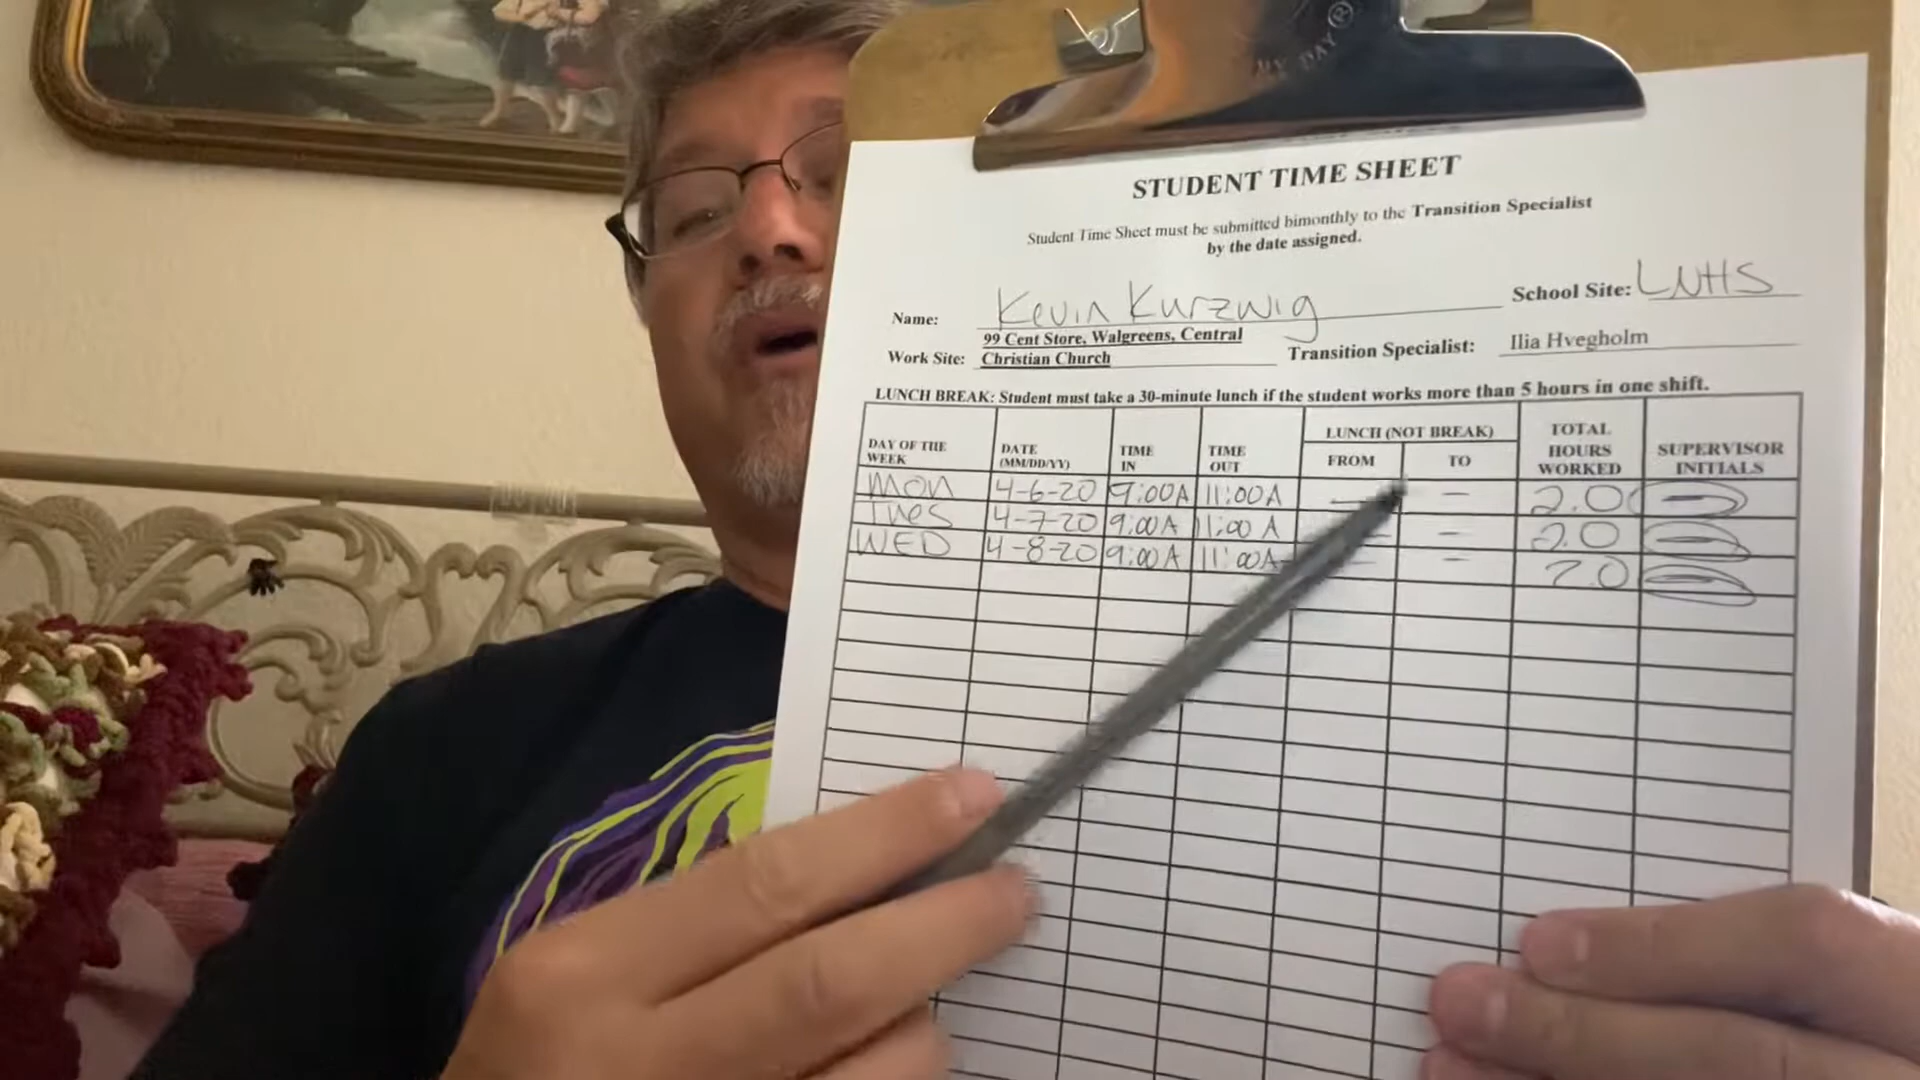 MY DAY®
STUDENT TIME SHEET
Student Time Sheet must be submitted bimonthly to the Transition Specialist
by the date assigned.
Name: Kevin Kurzwig School Site: LNHS
Work Site: 99 Cent Store, Walgreens, Central
Christian Church Transition Specialist: Ilia Hvegholm
LUNCH BREAK: Student must take a 30-minute lunch if the student works more than 5 hours in one shift.
DAY OF THE WEEK DATE (MM/DD/YY) TIME IN TIME OUT LUNCH (NOT BREAK) FROM TO TOTAL HOURS WORKED SUPERVISOR INITIALS
Mon 4-6-20 9:00A 11:00A — — 2.0 —
Tues 4-7-20 9:00A 11:00A — — 2.0 —
WED 4-8-20 9:00A 11:00A — — 2.0 —